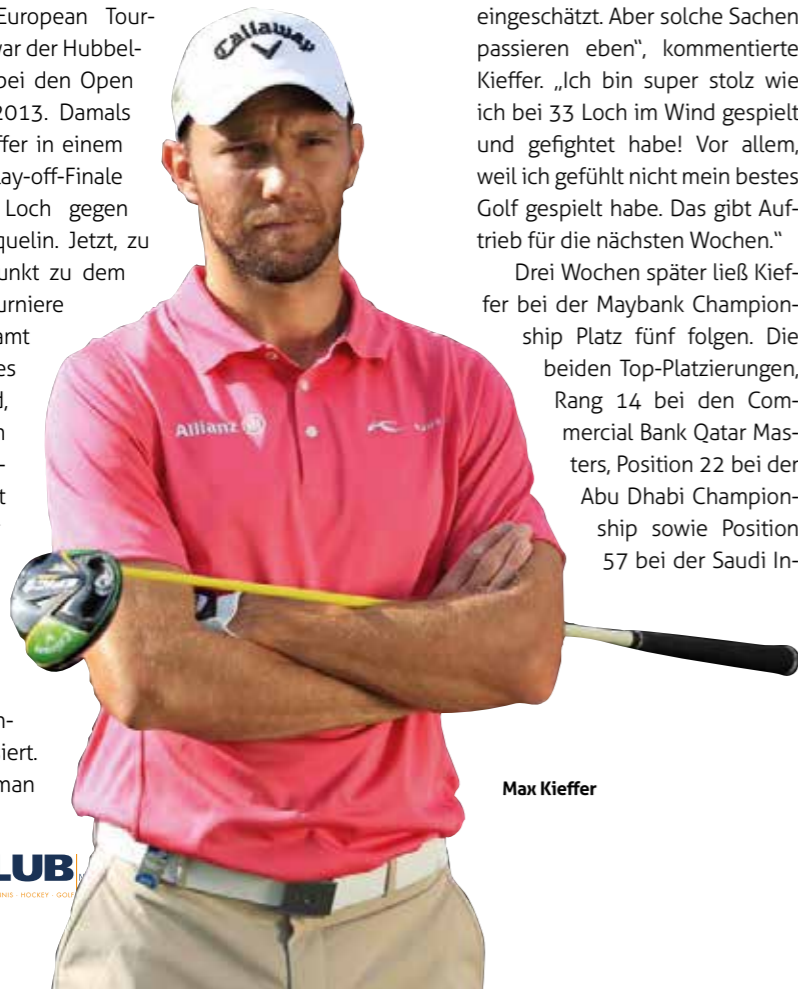 European Tour-
war der Hubbel-
bei den Open
2013. Damals
ffer in einem
lay-off-Finale
Loch gegen
quelin. Jetzt, zu
unkt zu dem
urniere
amt
es
d,
n
-
t
n-
siert.
man
LUB
NNIS · HOCKEY · GOLF
Callaway
Allianz
eingeschätzt. Aber solche Sachen
passieren eben“, kommentierte
Kieffer. „Ich bin super stolz wie
ich bei 33 Loch im Wind gespielt
und gefightet habe! Vor allem,
weil ich gefühlt nicht mein bestes
Golf gespielt habe. Das gibt Auf-
trieb für die nächsten Wochen.“
Drei Wochen später ließ Kief-
fer bei der Maybank Champion-
ship Platz fünf folgen. Die
beiden Top-Platzierungen,
Rang 14 bei den Com-
mercial Bank Qatar Mas-
ters, Position 22 bei der
Abu Dhabi Champion-
ship sowie Position
57 bei der Saudi In-
Max Kieffer